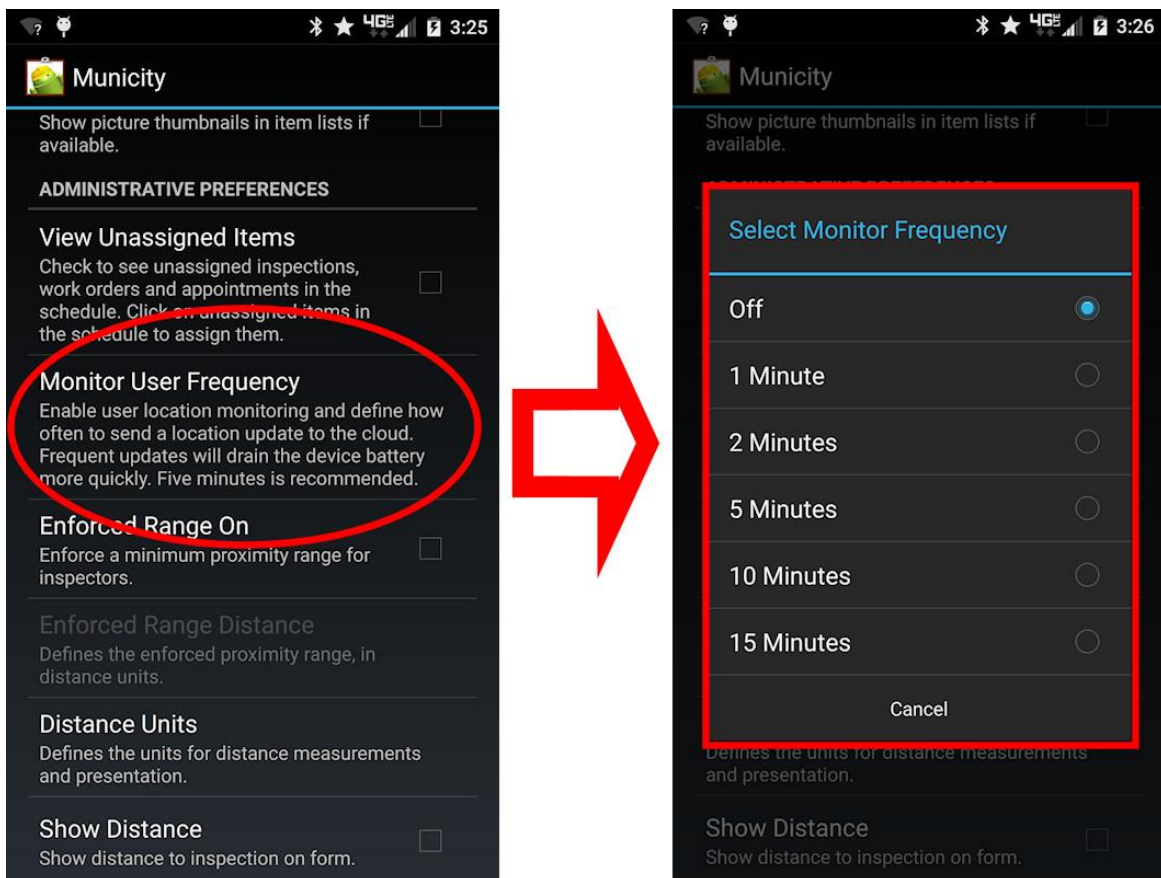 4G LTE 3:25
Municity
Show picture thumbnails in item lists if
available.
ADMINISTRATIVE PREFERENCES
View Unassigned Items
Check to see unassigned inspections,
work orders and appointments in the
schedule. Click on unassigned items in
the schedule to assign them.
Monitor User Frequency
Enable user location monitoring and define how
often to send a location update to the cloud.
Frequent updates will drain the device battery
more quickly. Five minutes is recommended.
Enforced Range On
Enforce a minimum proximity range for
inspectors.
Enforced Range Distance
Defines the enforced proximity range, in
distance units.
Distance Units
Defines the units for distance measurements
and presentation.
Show Distance
Show distance to inspection on form.
4G LTE 3:26
Municity
Show picture thumbnails in item lists if
available.
ADMINISTRATIVE PREFERENCES
Select Monitor Frequency
Off
1 Minute
2 Minutes
5 Minutes
10 Minutes
15 Minutes
Cancel
Defines the units for distance measurements
and presentation.
Show Distance
Show distance to inspection on form.